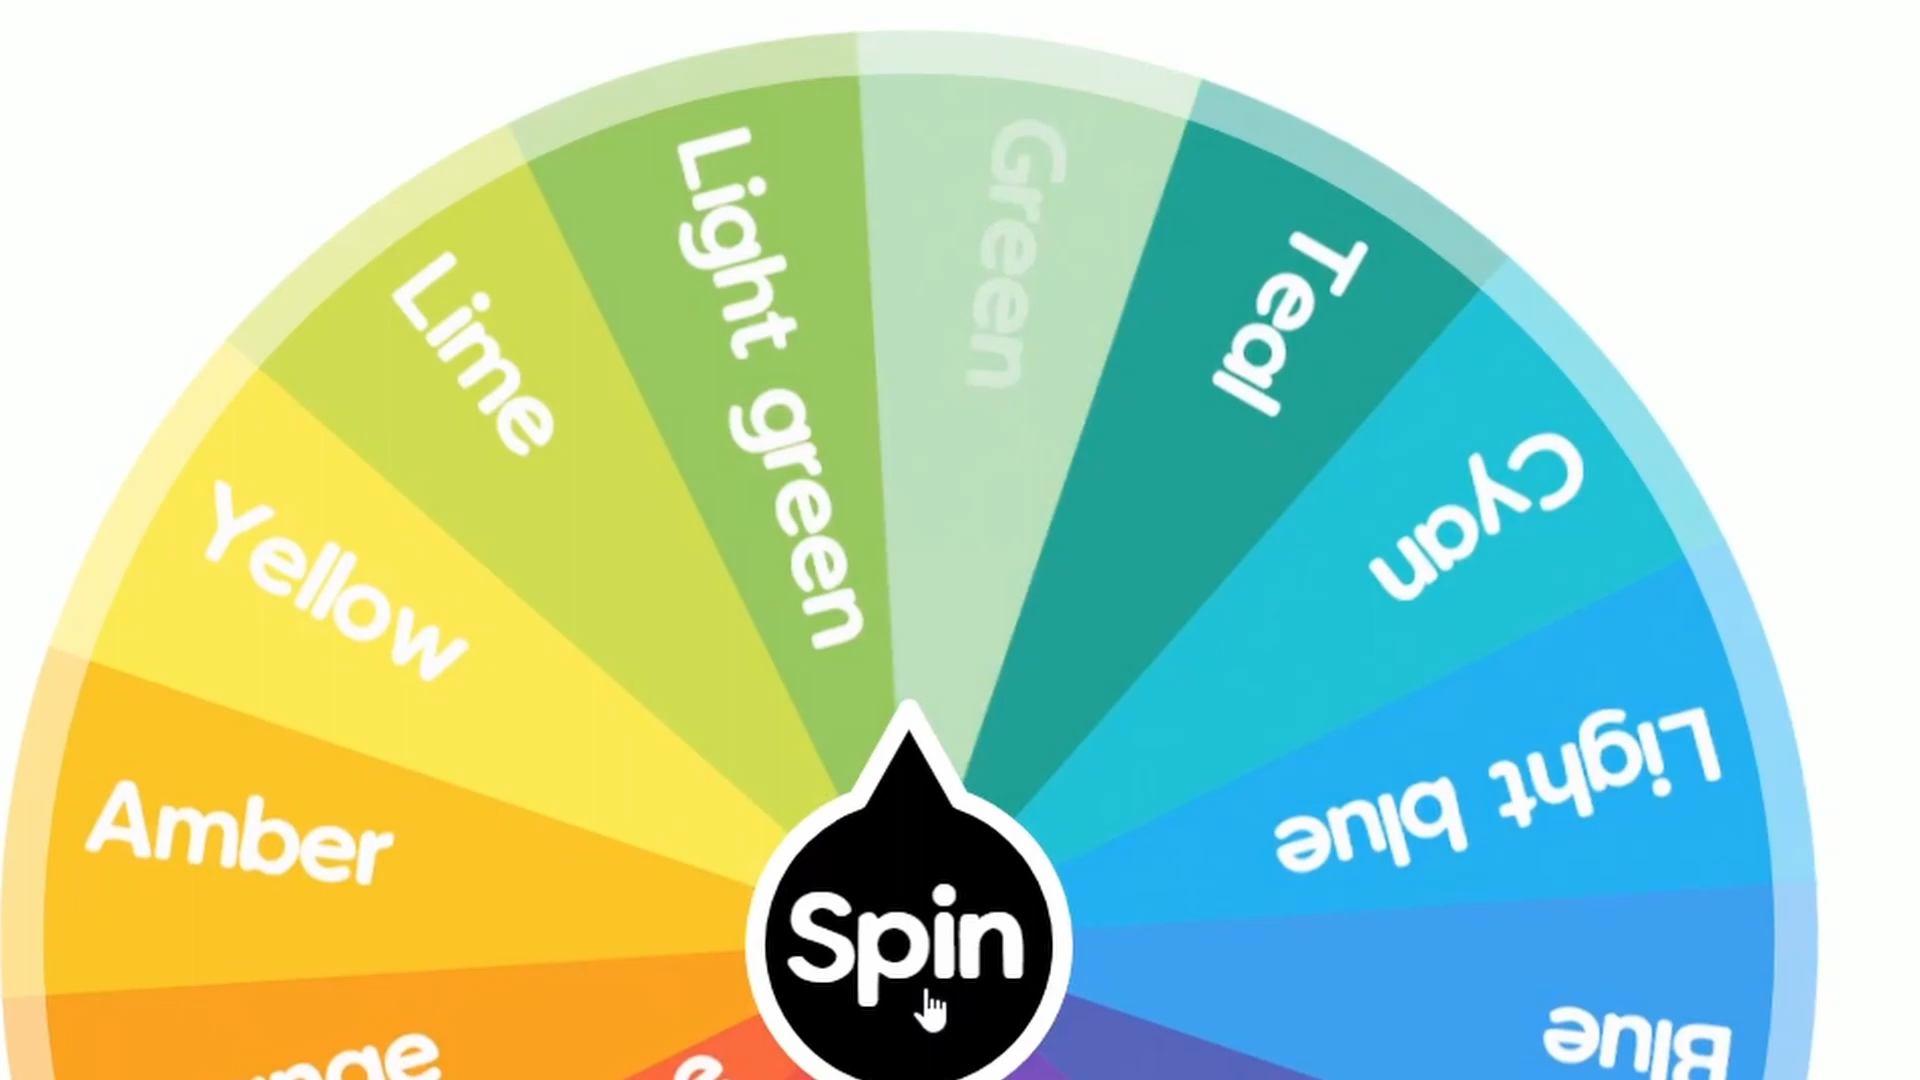 Light green
Green
Teal
Lime
Cyan
Yellow
Light blue
Amber
Spin
Blue